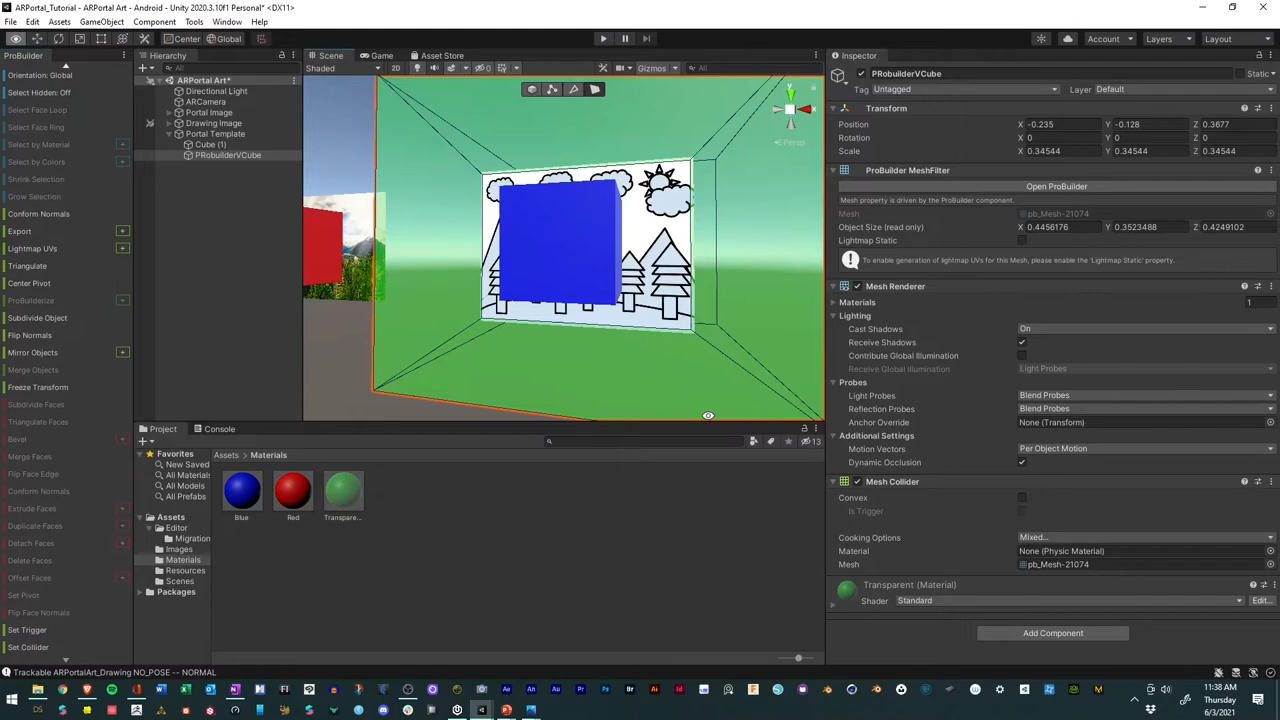 ARPortal_Tutorial - ARPortal Art - Android - Unity 2020.3.10f1 Personal* <DX11>
File Edit Assets GameObject Component Tools Window Help
Center Global Account Layers Layout
ProBuilder
Orientation: Global
Select Hidden: Off
Select Face Loop
Select Face Ring
Select by Material
Select by Colors
Shrink Selection
Grow Selection
Conform Normals
Export
Lightmap UVs
Triangulate
Center Pivot
ProBuilderize
Subdivide Object
Flip Normals
Mirror Objects
Merge Objects
Freeze Transform
Subdivide Faces
Triangulate Faces
Bevel
Merge Faces
Flip Face Edge
Conform Normals
Extrude Faces
Duplicate Faces
Detach Faces
Delete Faces
Offset Faces
Set Pivot
Flip Face Normals
Set Trigger
Set Collider
Hierarchy
All
ARPortal Art*
Directional Light
ARCamera
Portal Image
Drawing Image
Portal Template
Cube (1)
PRobuilderVCube
Scene Game Asset Store
Shaded 2D 0 Gizmos All
y
Persp
Project Console
13
Favorites
New Saved
All Materials
All Models
All Prefabs
Assets
Editor
Migration
Images
Materials
Resources
Scenes
Packages
Assets > Materials
Blue Red Transpare...
Inspector
PRobuilderVCube Static
Tag Untagged Layer Default
Transform
Position X -0.235 Y -0.128 Z 0.3677
Rotation X 0 Y 0 Z 0
Scale X 0.34544 Y 0.34544 Z 0.34544
ProBuilder MeshFilter
Open ProBuilder
Mesh property is driven by the ProBuilder component.
Mesh pb_Mesh-21074
Object Size (read only) X 0.4456176 Y 0.3523488 Z 0.4249102
Lightmap Static
To enable generation of lightmap UVs for this Mesh, please enable the 'Lightmap Static' property.
Mesh Renderer
Materials 1
Lighting
Cast Shadows On
Receive Shadows
Contribute Global Illumination
Receive Global Illumination Light Probes
Probes
Light Probes Blend Probes
Reflection Probes Blend Probes
Anchor Override None (Transform)
Additional Settings
Motion Vectors Per Object Motion
Dynamic Occlusion
Mesh Collider
Convex
Is Trigger
Cooking Options Mixed...
Material None (Physic Material)
Mesh pb_Mesh-21074
Transparent (Material)
Shader Standard Edit...
Add Component
Trackable ARPortalArt_Drawing NO_POSE -- NORMAL
11:38 AM
Thursday
6/3/2021